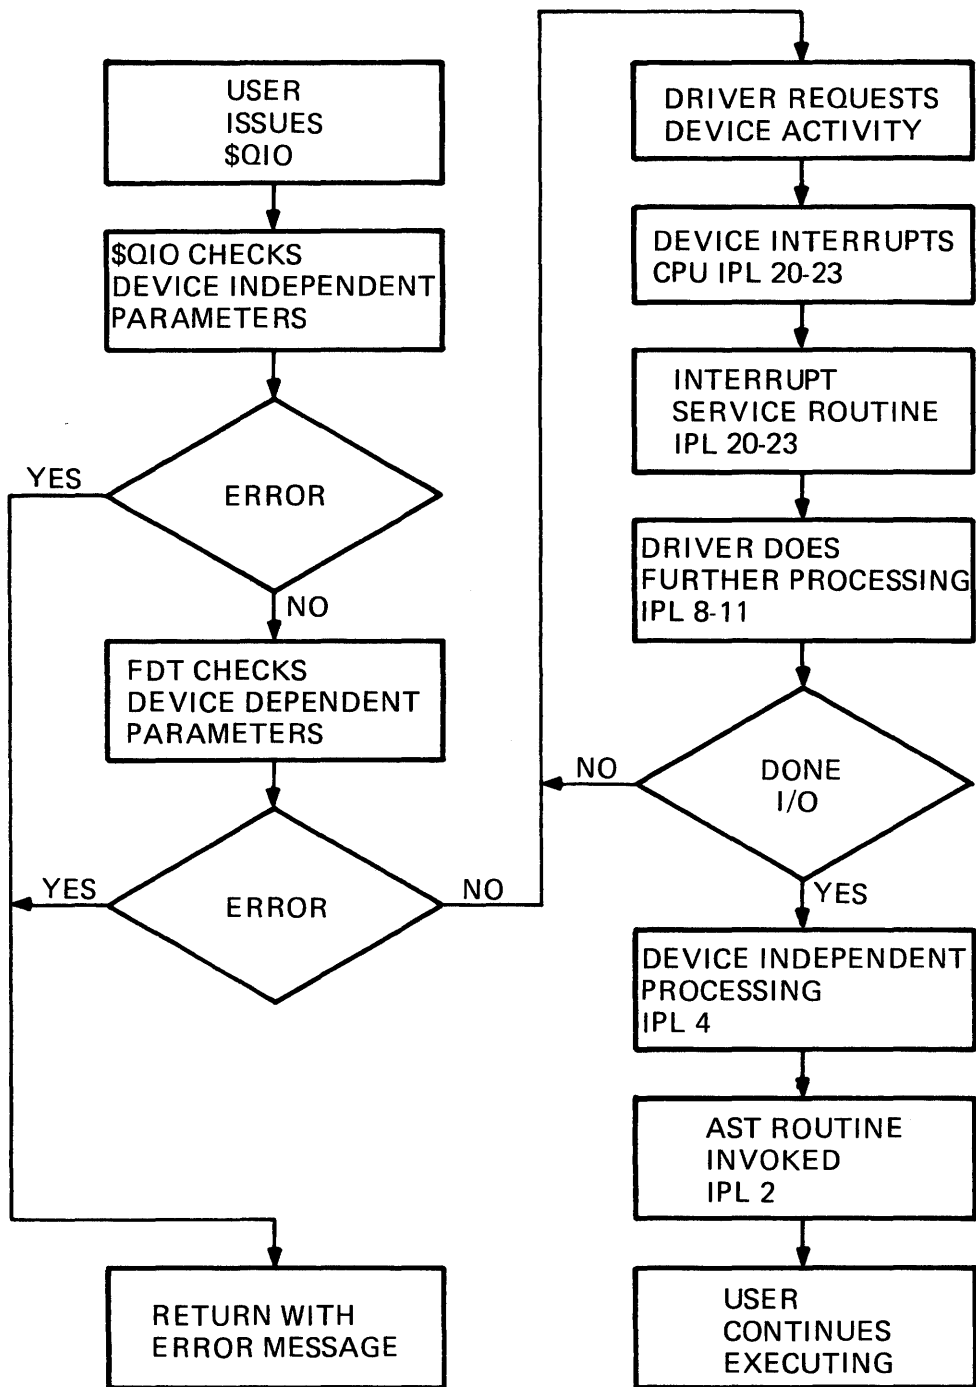 USER
ISSUES
$QIO
$QIO CHECKS
DEVICE INDEPENDENT
PARAMETERS
YES
ERROR
NO
FDT CHECKS
DEVICE DEPENDENT
PARAMETERS
YES
ERROR
NO
RETURN WITH
ERROR MESSAGE
DRIVER REQUESTS
DEVICE ACTIVITY
DEVICE INTERRUPTS
CPU IPL 20-23
INTERRUPT
SERVICE ROUTINE
IPL 20-23
DRIVER DOES
FURTHER PROCESSING
IPL 8-11
NO
DONE
I/O
YES
DEVICE INDEPENDENT
PROCESSING
IPL 4
AST ROUTINE
INVOKED
IPL 2
USER
CONTINUES
EXECUTING